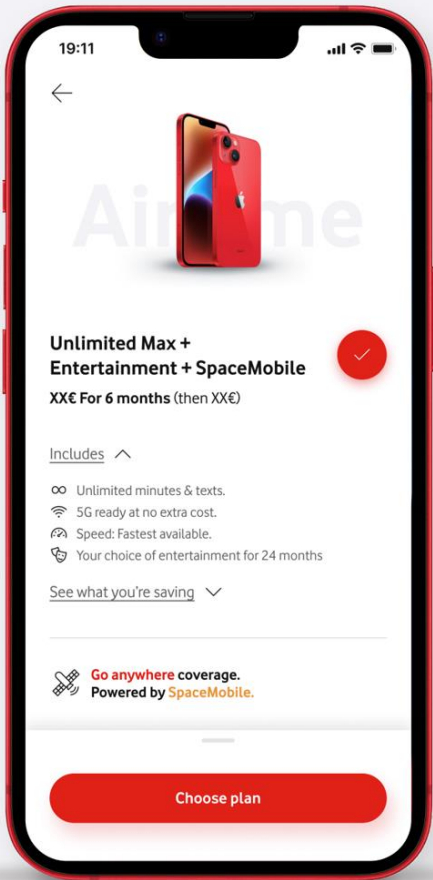 19:11
Airtime
Unlimited Max +
Entertainment + SpaceMobile
XX€ For 6 months (then XX€)
Includes
Unlimited minutes & texts.
5G ready at no extra cost.
Speed: Fastest available.
Your choice of entertainment for 24 months
See what you're saving
Go anywhere coverage.
Powered by SpaceMobile.
Choose plan